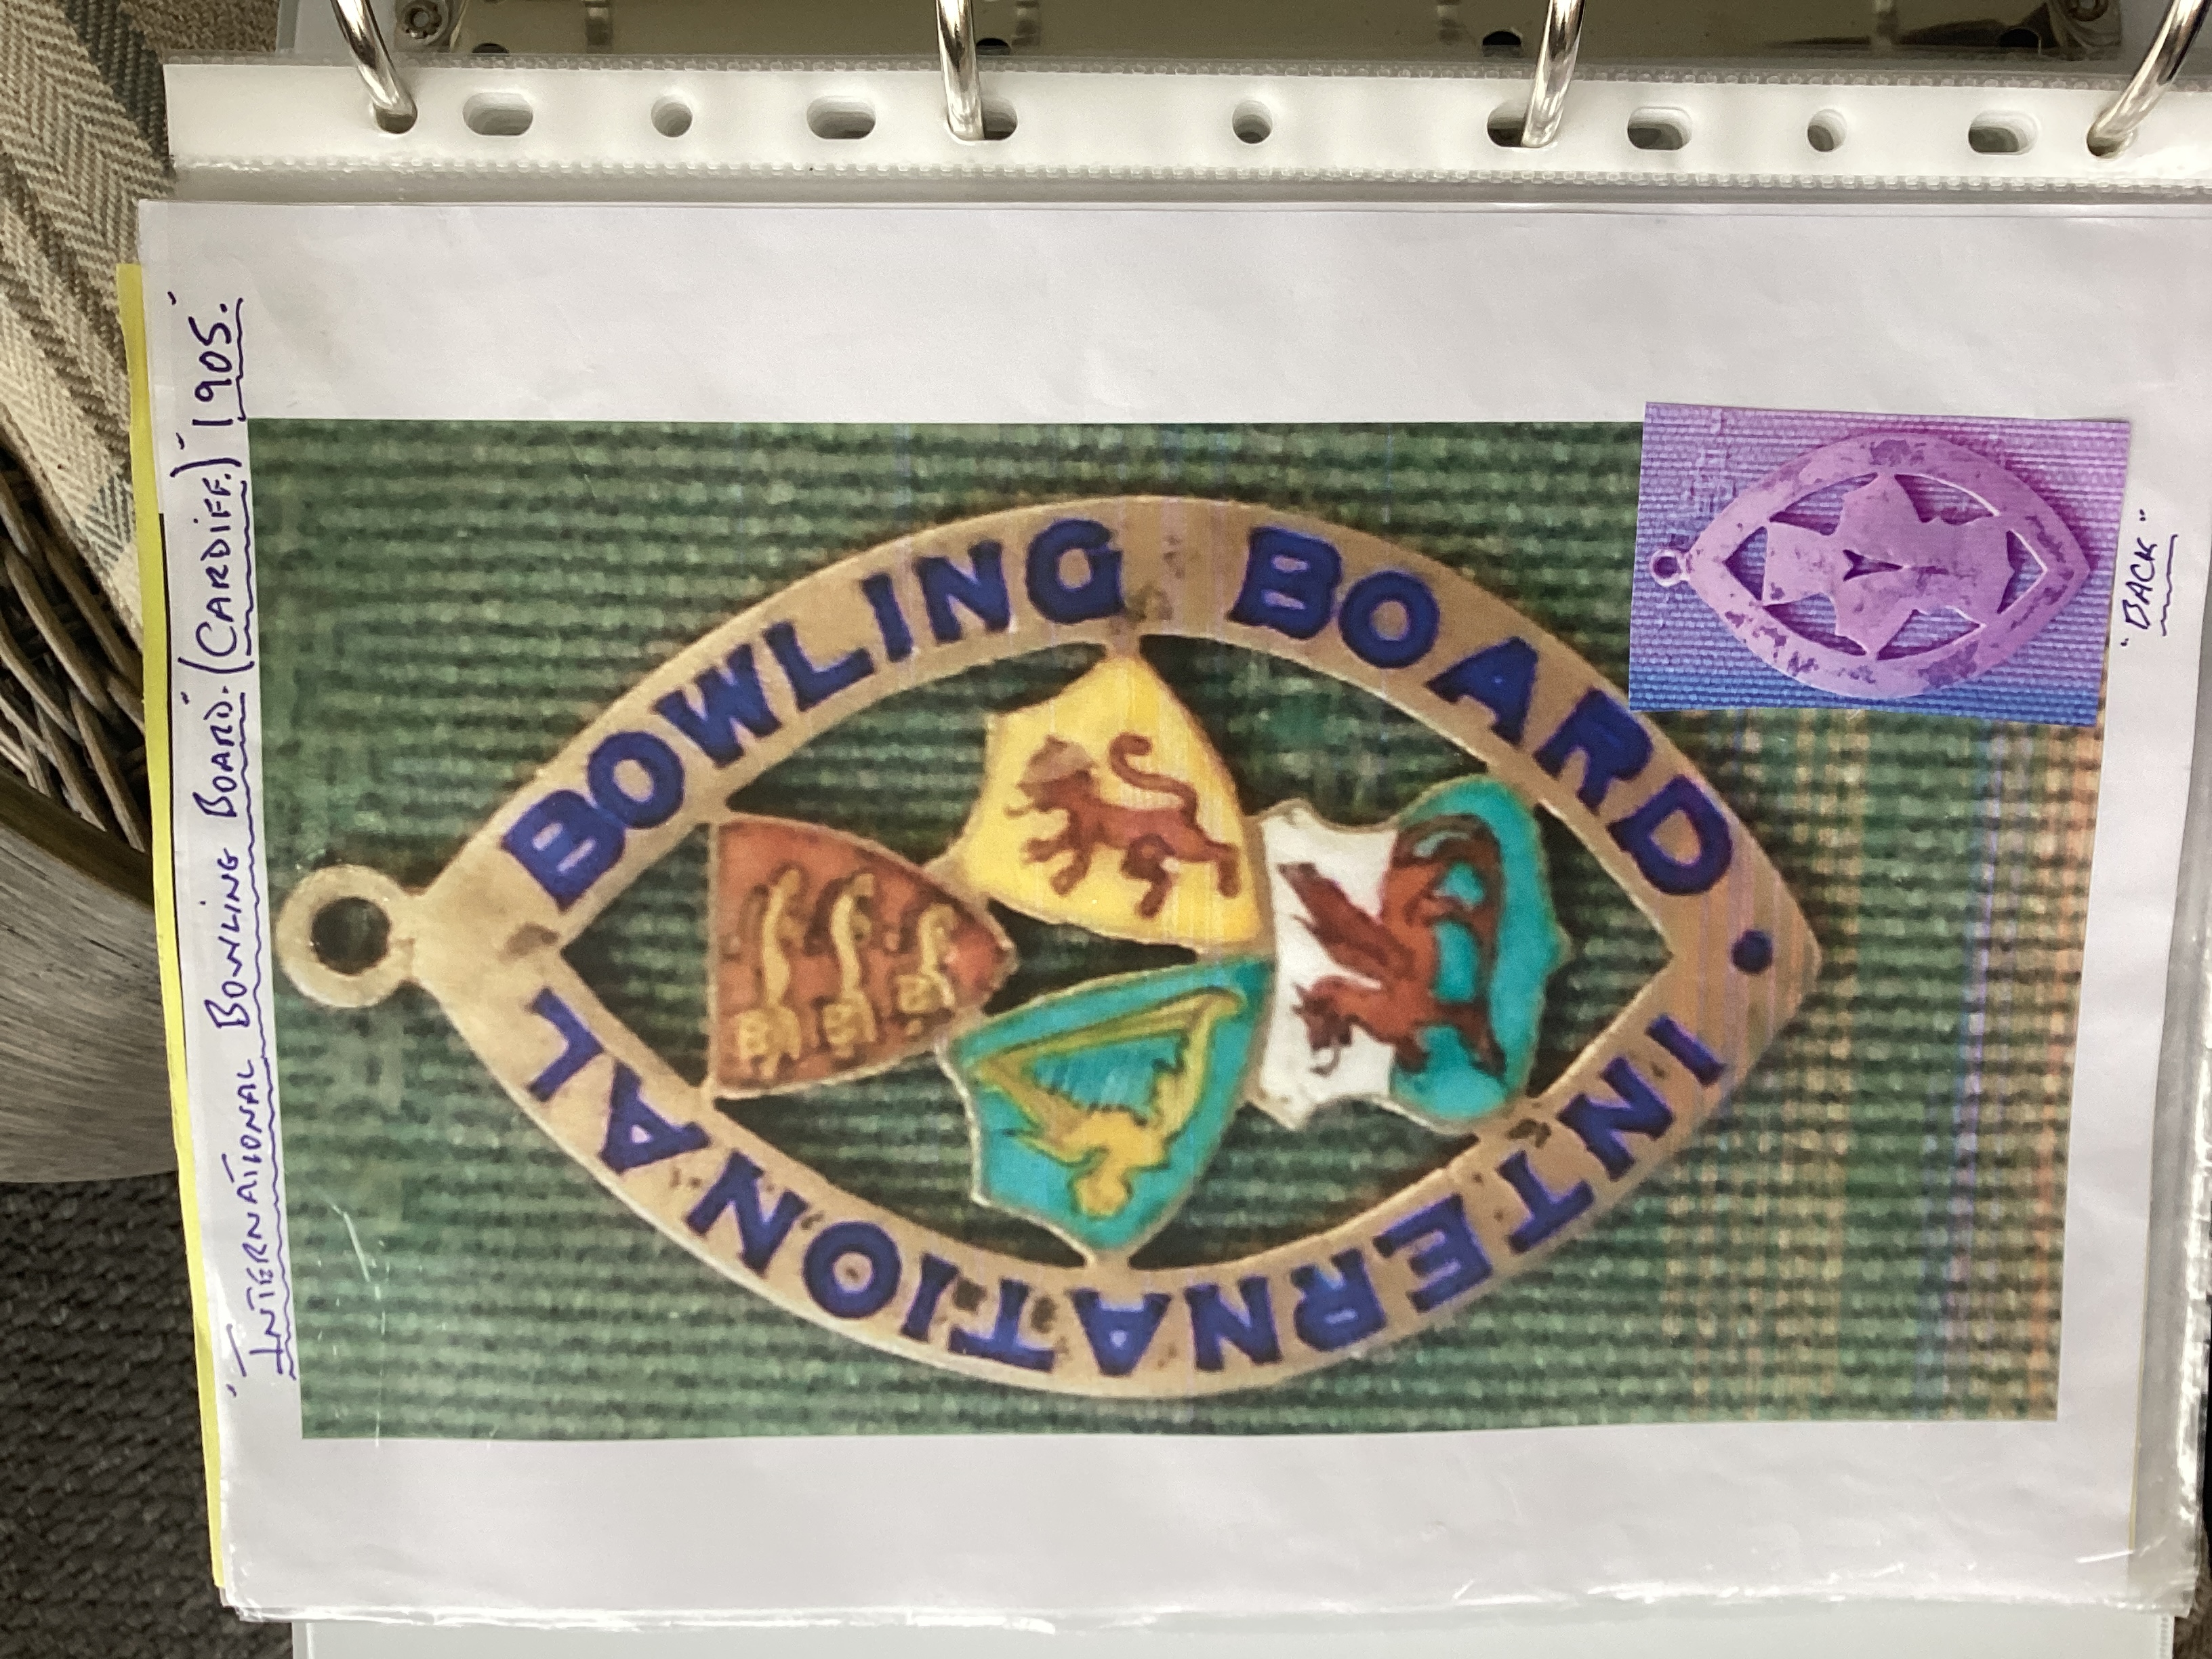 "International Bowling Board." (Cardiff.) "1905."
BOWLING BOARD • INTERNATIONAL
"BACK"